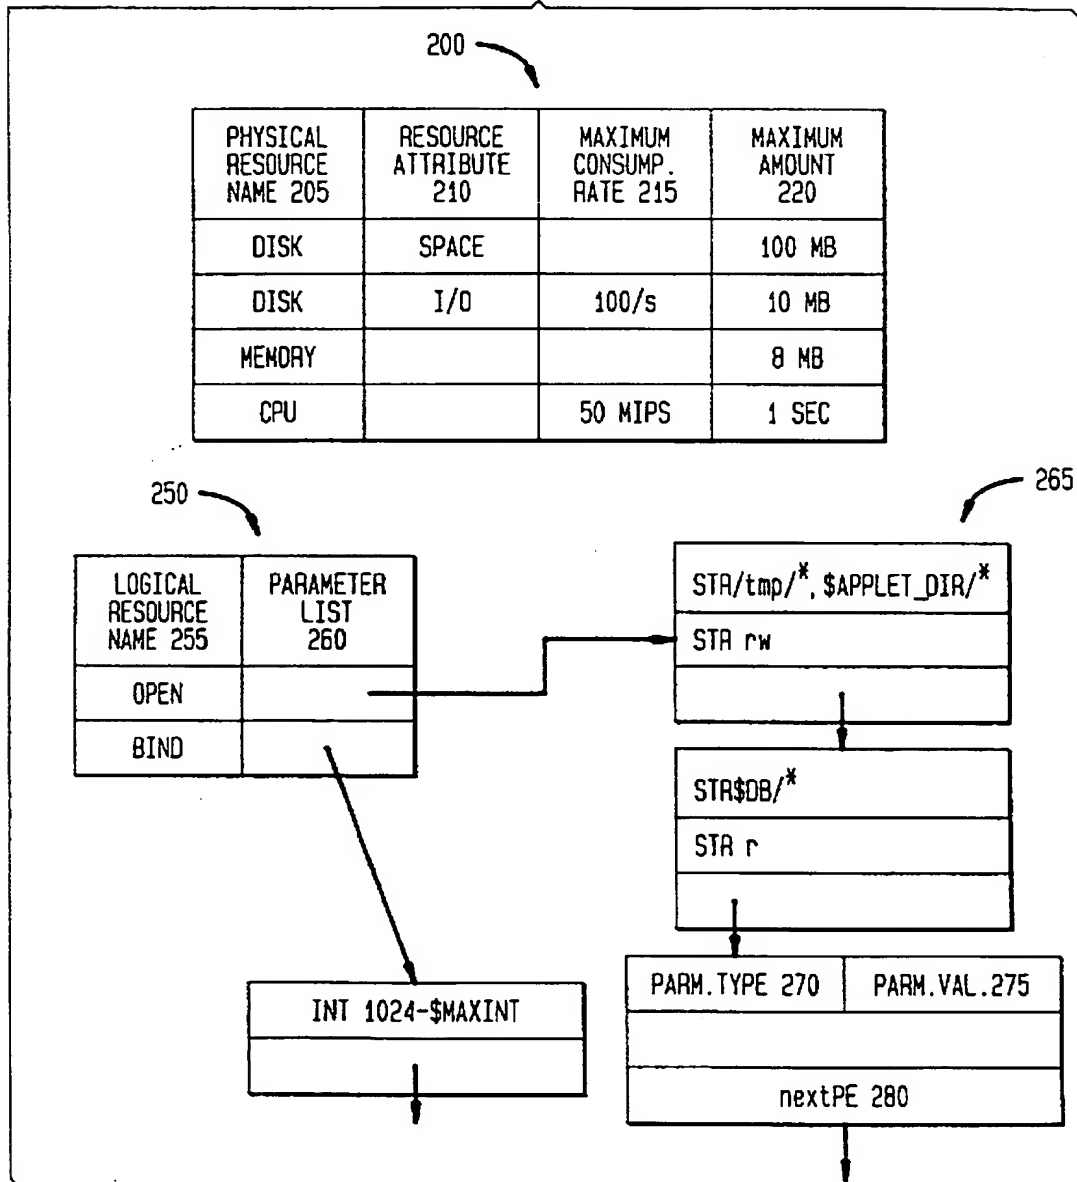 200
PHYSICAL
RESOURCE
NAME 205
RESOURCE
ATTRIBUTE
210
MAXIMUM
CONSUMP.
RATE 215
MAXIMUM
AMOUNT
220
DISK
SPACE
100 MB
DISK
I/O
100/s
10 MB
MEMORY
8 MB
CPU
50 MIPS
1 SEC
250
LOGICAL
RESOURCE
NAME 255
PARAMETER
LIST
260
OPEN
BIND
INT 1024-$MAXINT
265
STR/tmp/*, $APPLET_DIR/*
STR rw
STR$DB/*
STR r
PARM.TYPE 270
PARM.VAL.275
nextPE 280